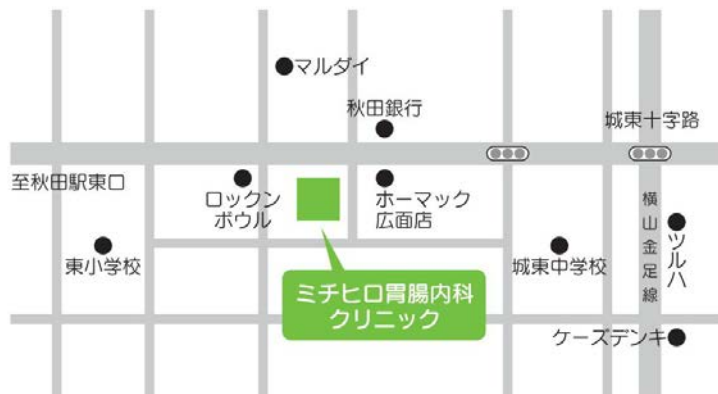 マルダイ
秋田銀行
城東十字路
至秋田駅東口
ロックン
ボウル
ホーマック
広面店
横山金足線
ツルハ
東小学校
城東中学校
ミチヒロ胃腸内科
クリニック
ケーズデンキ